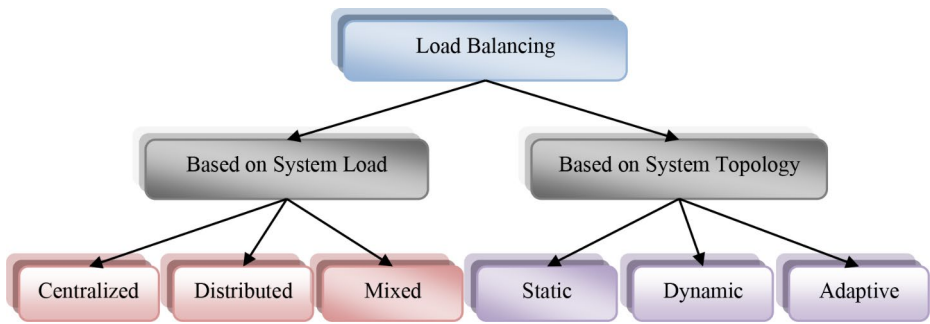 Load Balancing
Based on System Load
Based on System Topology
Centralized
Distributed
Mixed
Static
Dynamic
Adaptive